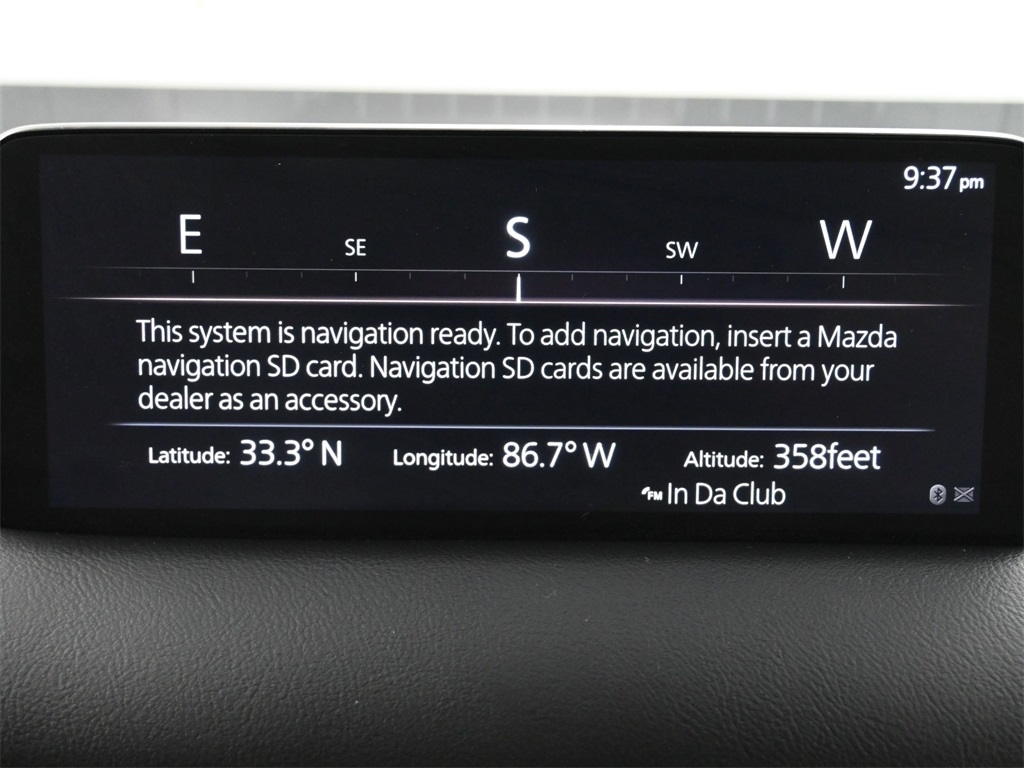 9:37 pm
E SE S SW W
This system is navigation ready. To add navigation, insert a Mazda
navigation SD card. Navigation SD cards are available from your
dealer as an accessory.
Latitude: 33.3° N Longitude: 86.7° W Altitude: 358feet
FM In Da Club